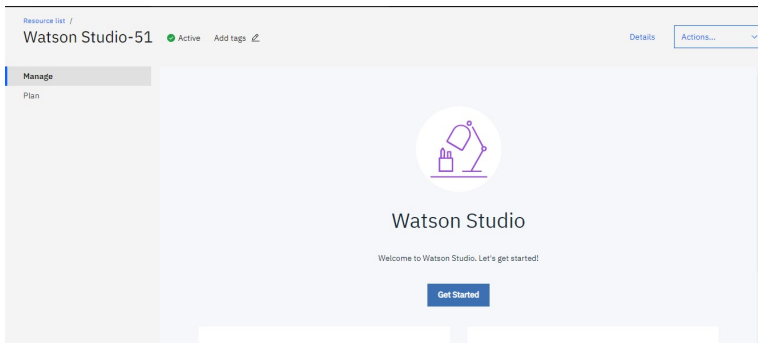 Resource list /
Watson Studio-51 Active Add tags Details Actions...
Manage
Plan
Watson Studio
Welcome to Watson Studio. Let's get started!
Get Started